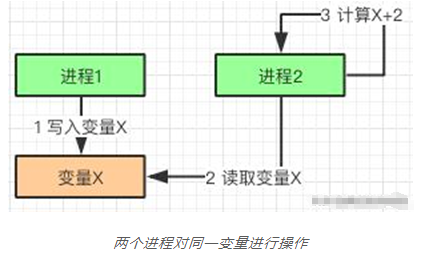 3 计算X+2
进程1
进程2
1 写入变量X
变量X
2 读取变量X
两个进程对同一变量进行操作